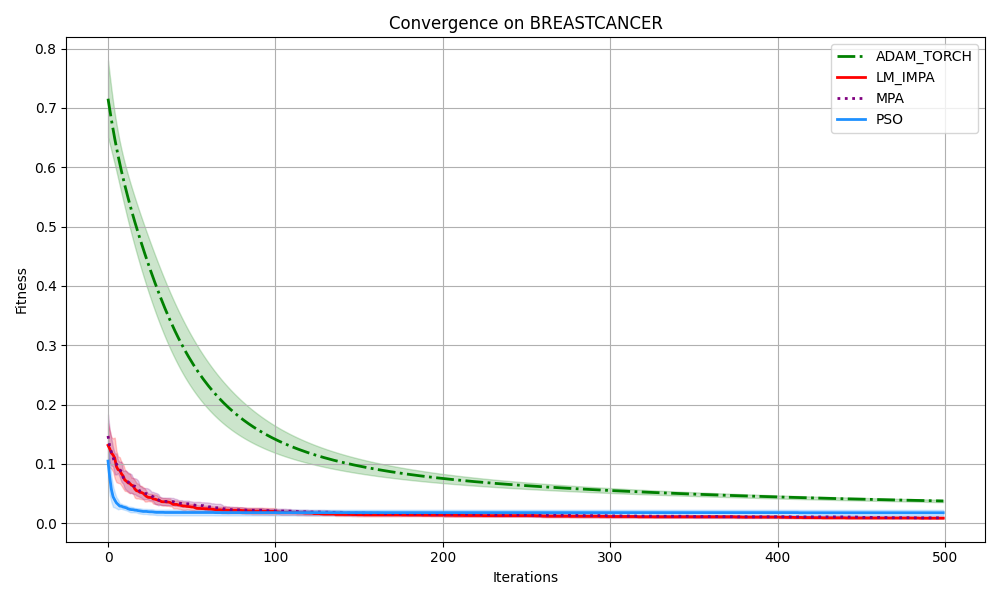 Convergence on BREASTCANCER
Fitness
0.8
0.7
0.6
0.5
0.4
0.3
0.2
0.1
0.0
ADAM_TORCH
LM_IMPA
MPA
PSO
0 100 200 300 400 500
Iterations